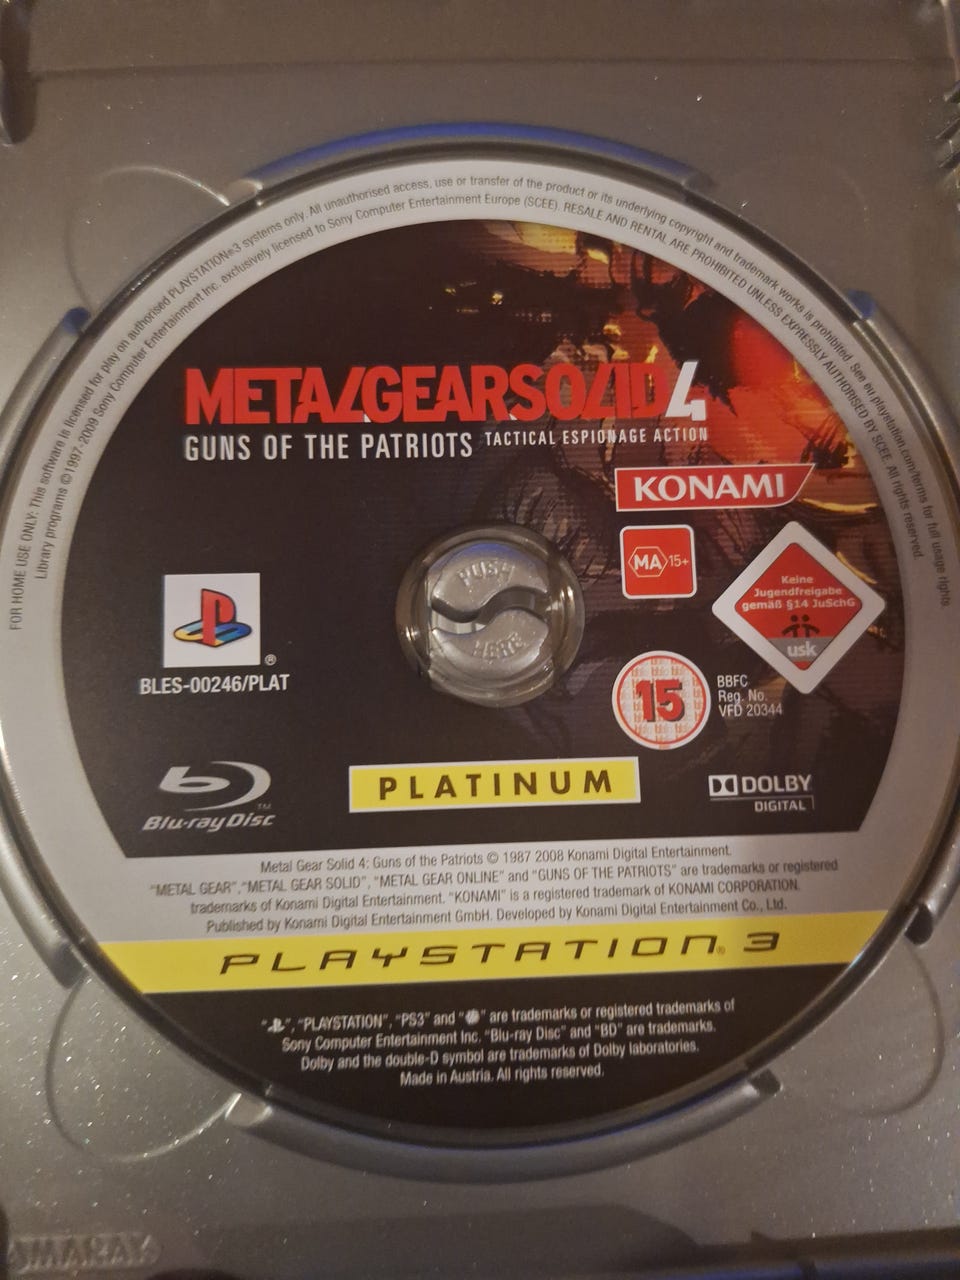 FOR HOME USE ONLY: This software is licensed for play on authorised PLAYSTATION®3 systems only. All unauthorised access, use or transfer of the product or its underlying copyright and trademark works is prohibited. See eu.playstation.com/terms for full usage rights.
Library programs ©1997-2009 Sony Computer Entertainment Inc. exclusively licensed to Sony Computer Entertainment Europe (SCEE). RESALE AND RENTAL ARE PROHIBITED UNLESS EXPRESSLY AUTHORISED BY SCEE. All rights reserved.
METAL GEAR SOLID 4
GUNS OF THE PATRIOTS TACTICAL ESPIONAGE ACTION
KONAMI
MA 15+
Keine
Jugendfreigabe
gemäß §14 JuSchG
usk
PUSH
HERE
®
BLES-00246/PLAT
15
BBFC
Reg. No.
VFD 20344
Blu-ray Disc™
PLATINUM
DOLBY
DIGITAL
Metal Gear Solid 4: Guns of the Patriots © 1987 2008 Konami Digital Entertainment.
"METAL GEAR", "METAL GEAR SOLID", "METAL GEAR ONLINE" and "GUNS OF THE PATRIOTS" are trademarks or registered
trademarks of Konami Digital Entertainment. "KONAMI" is a registered trademark of KONAMI CORPORATION.
Published by Konami Digital Entertainment GmbH. Developed by Konami Digital Entertainment Co., Ltd.
PLAYSTATION® 3
" ", "PLAYSTATION", "PS3" and " " are trademarks or registered trademarks of
Sony Computer Entertainment Inc. "Blu-ray Disc" and "BD" are trademarks.
Dolby and the double-D symbol are trademarks of Dolby laboratories.
Made in Austria. All rights reserved.
AMARAY